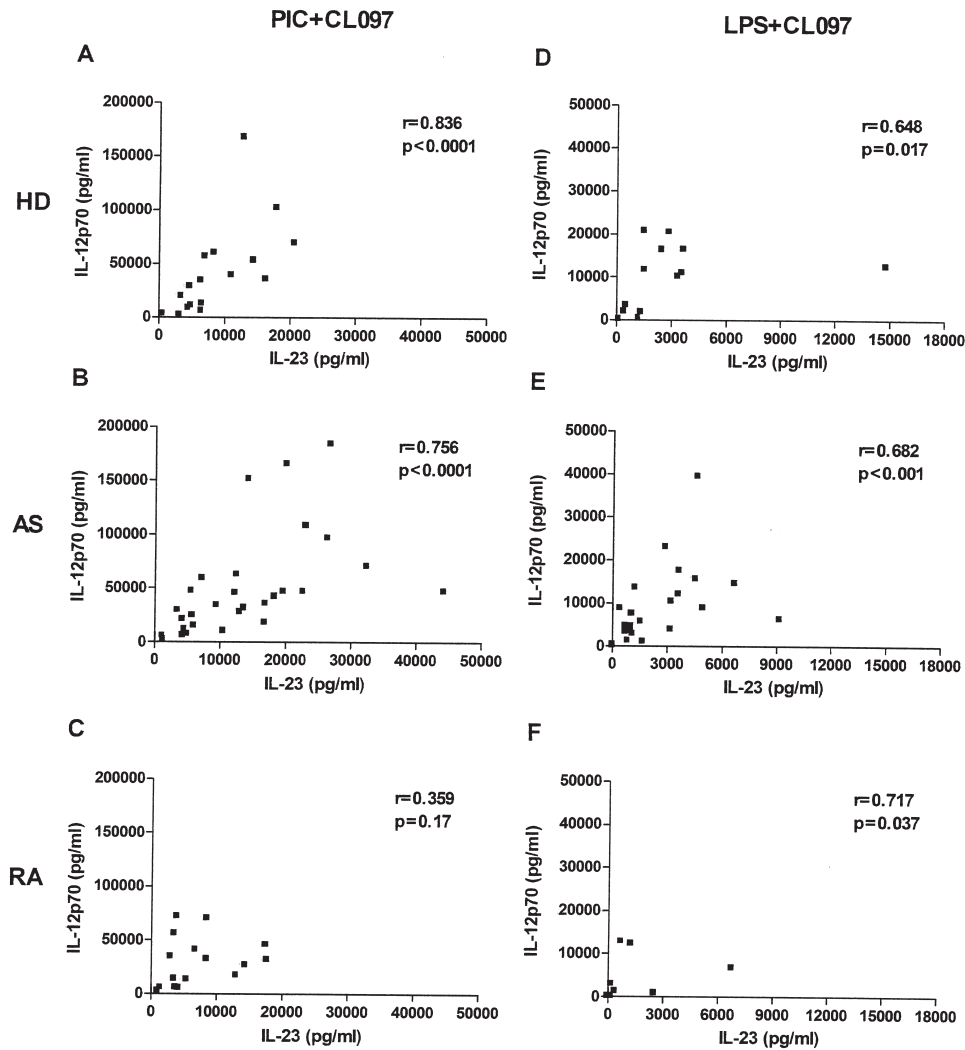 PIC+CL097
LPS+CL097
HD
A
200000
150000
100000
50000
0
IL-12p70 (pg/ml)
r=0.836
p<0.0001
0 10000 20000 30000 40000 50000
IL-23 (pg/ml)
D
50000
40000
30000
20000
10000
0
IL-12p70 (pg/ml)
r=0.648
p=0.017
0 3000 6000 9000 12000 15000 18000
IL-23 (pg/ml)
AS
B
200000
150000
100000
50000
0
IL-12p70 (pg/ml)
r=0.756
p<0.0001
0 10000 20000 30000 40000 50000
IL-23 (pg/ml)
E
50000
40000
30000
20000
10000
0
IL-12p70 (pg/ml)
r=0.682
p<0.001
0 3000 6000 9000 12000 15000 18000
IL-23 (pg/ml)
RA
C
200000
150000
100000
50000
0
IL-12p70 (pg/ml)
r=0.359
p=0.17
0 10000 20000 30000 40000 50000
IL-23 (pg/ml)
F
50000
40000
30000
20000
10000
0
IL-12p70 (pg/ml)
r=0.717
p=0.037
0 3000 6000 9000 12000 15000 18000
IL-23 (pg/ml)